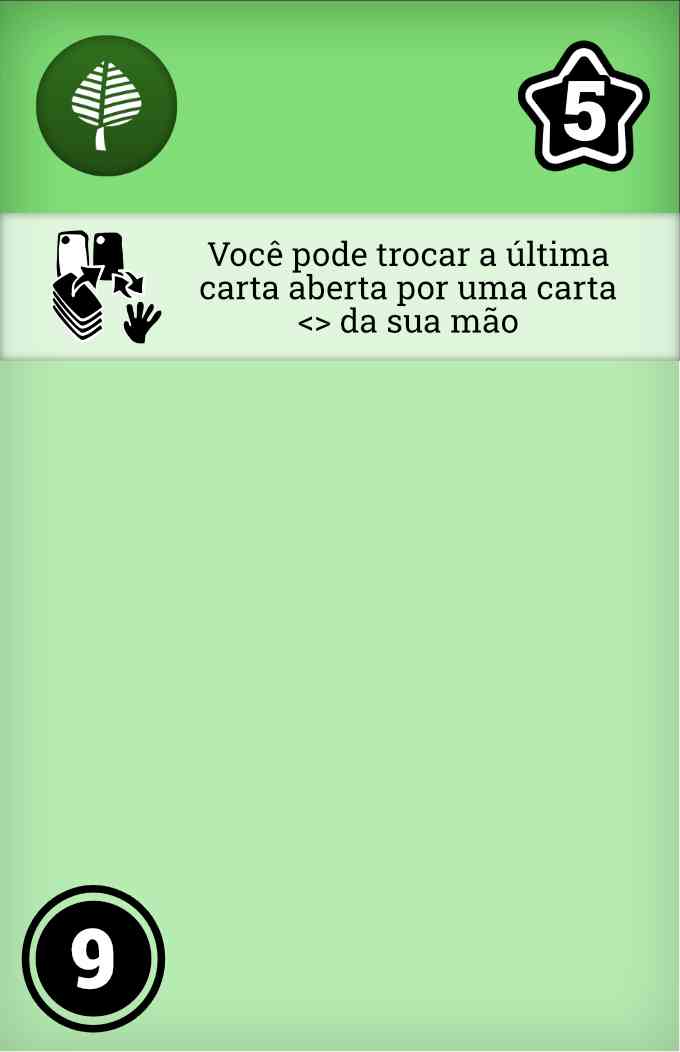 5
Você pode trocar a última
carta aberta por uma carta
<> da sua mão
9